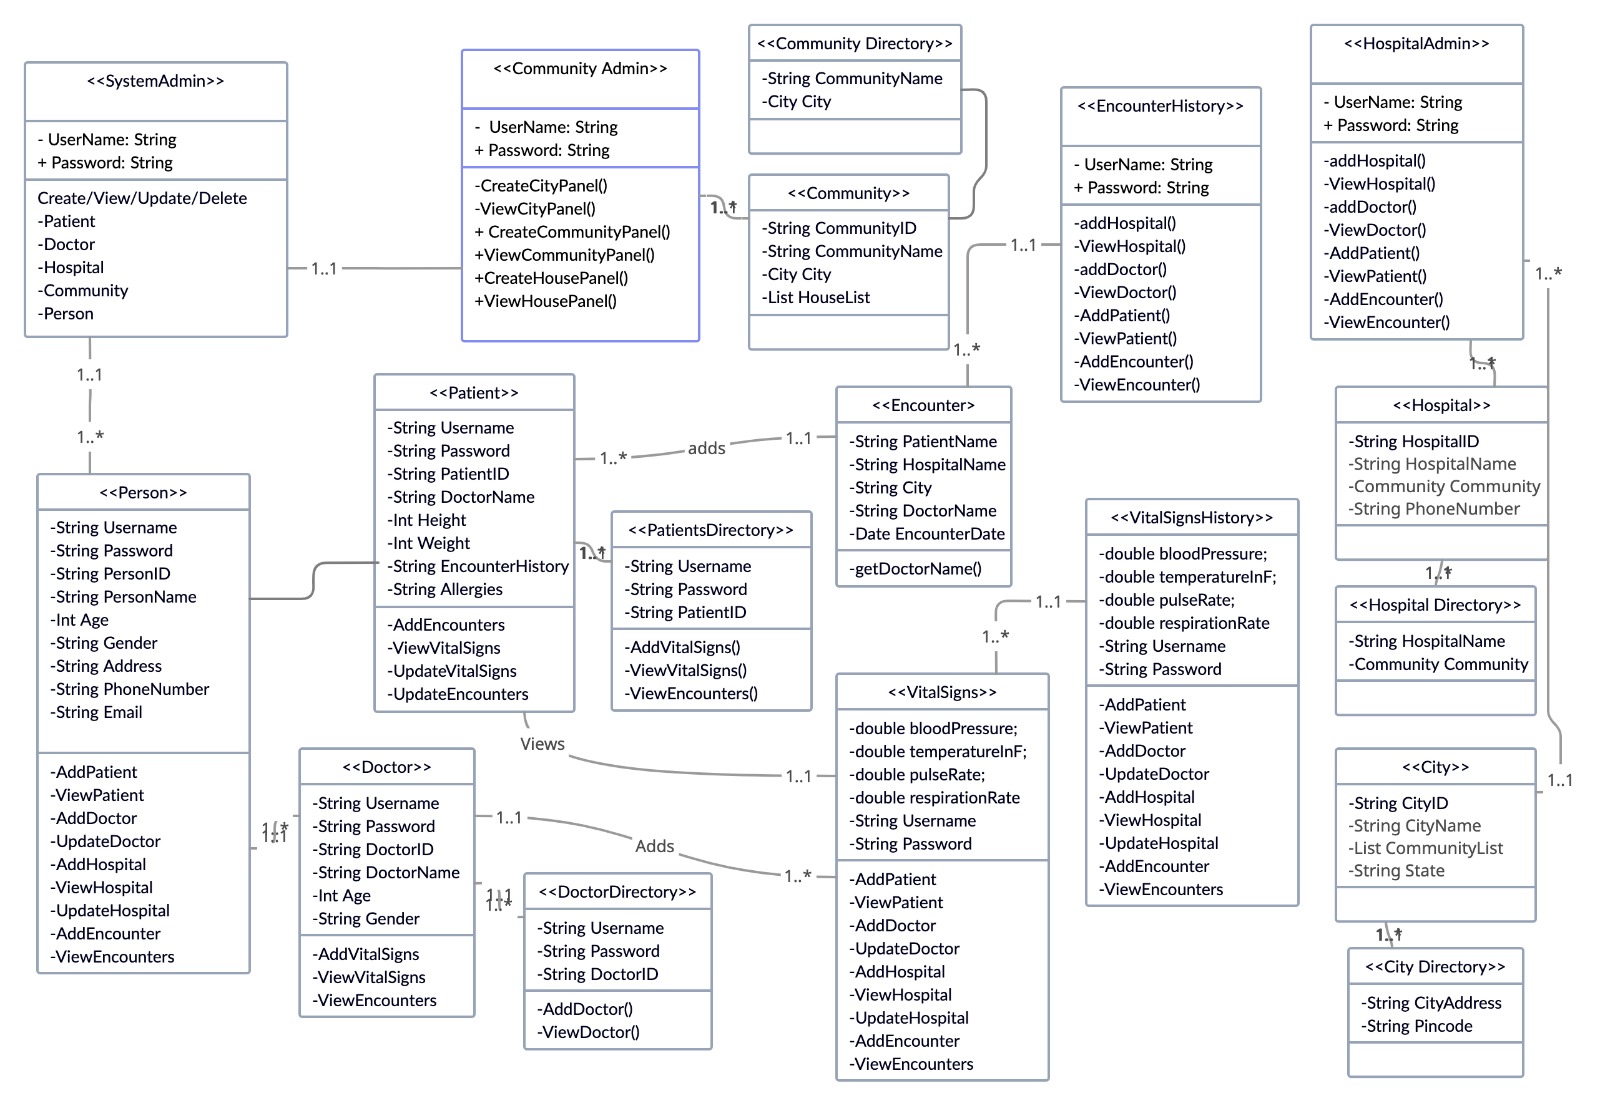 <<SystemAdmin>>
- UserName: String
+ Password: String
Create/View/Update/Delete
-Patient
-Doctor
-Hospital
-Community
-Person
1..1
<<Community Admin>>
-  UserName: String
+ Password: String
-CreateCityPanel()
-ViewCityPanel()
+ CreateCommunityPanel()
+ViewCommunityPanel()
+CreateHousePanel()
+ViewHousePanel()
<<Community Directory>>
-String CommunityName
-City City
1..*
<<Community>>
-String CommunityID
-String CommunityName
-City City
-List HouseList
<<EncounterHistory>>
- UserName: String
+ Password: String
-addHospital()
-ViewHospital()
-addDoctor()
-ViewDoctor()
-AddPatient()
-ViewPatient()
-AddEncounter()
-ViewEncounter()
1..1
1..*
<<HospitalAdmin>>
- UserName: String
+ Password: String
-addHospital()
-ViewHospital()
-addDoctor()
-ViewDoctor()
-AddPatient()
-ViewPatient()
-AddEncounter()
-ViewEncounter()
1..*
1..1
1..*
<<Person>>
-String Username
-String Password
-String PersonID
-String PersonName
-Int Age
-String Gender
-String Address
-String PhoneNumber
-String Email
-AddPatient
-ViewPatient
-AddDoctor
-UpdateDoctor
-AddHospital
-ViewHospital
-UpdateHospital
-AddEncounter
-ViewEncounters
<<Patient>>
-String Username
-String Password
-String PatientID
-String DoctorName
-Int Height
-Int Weight
-String EncounterHistory
-String Allergies
-AddEncounters
-ViewVitalSigns
-UpdateVitalSigns
-UpdateEncounters
1..*
adds
1..1
1..*
<<PatientsDirectory>>
-String Username
-String Password
-String PatientID
-AddVitalSigns()
-ViewVitalSigns()
-ViewEncounters()
<<Encounter>
-String PatientName
-String HospitalName
-String City
-String DoctorName
-Date EncounterDate
-getDoctorName()
<<VitalSignsHistory>>
-double bloodPressure;
-double temperatureInF;
-double pulseRate;
-double respirationRate
-String Username
-String Password
-AddPatient
-ViewPatient
-AddDoctor
-UpdateDoctor
-AddHospital
-ViewHospital
-UpdateHospital
-AddEncounter
-ViewEncounters
1..1
1..*
1..*
<<Hospital>>
-String HospitalID
-String HospitalName
-Community Community
-String PhoneNumber
1..*
<<Hospital Directory>>
-String HospitalName
-Community Community
Views
1..1
1..*
1..1
<<Doctor>>
-String Username
-String Password
-String DoctorID
-String DoctorName
-Int Age
-String Gender
-AddVitalSigns
-ViewVitalSigns
-ViewEncounters
1..1
Adds
1..*
1..1
1..*
<<DoctorDirectory>>
-String Username
-String Password
-String DoctorID
-AddDoctor()
-ViewDoctor()
<<VitalSigns>>
-double bloodPressure;
-double temperatureInF;
-double pulseRate;
-double respirationRate
-String Username
-String Password
-AddPatient
-ViewPatient
-AddDoctor
-UpdateDoctor
-AddHospital
-ViewHospital
-UpdateHospital
-AddEncounter
-ViewEncounters
<<City>>
-String CityID
-String CityName
-List CommunityList
-String State
1..1
1..*
<<City Directory>>
-String CityAddress
-String Pincode